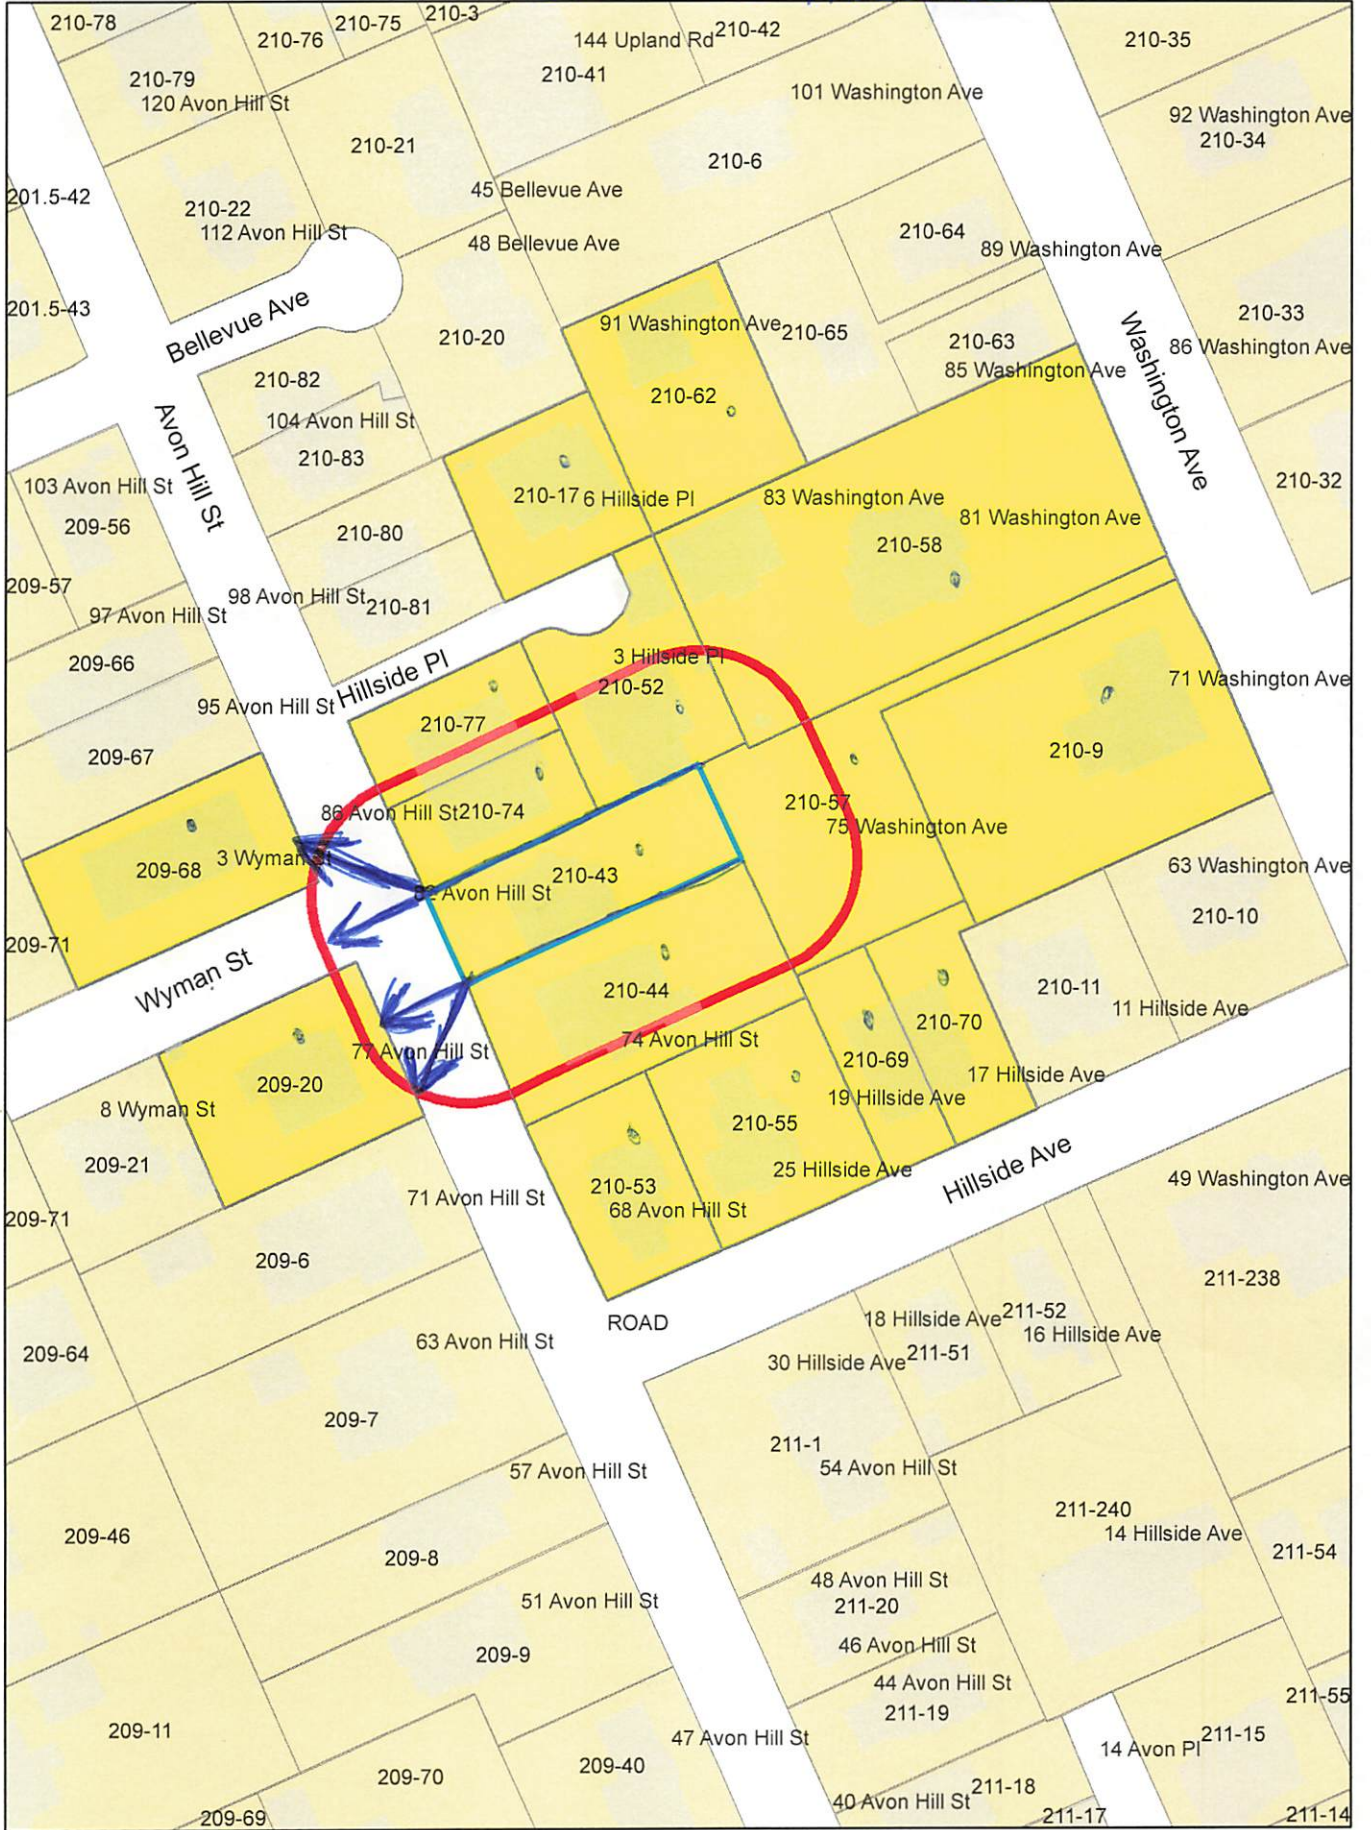 210-78
210-76
210-75
210-3
144 Upland Rd
210-42
210-35
210-79
120 Avon Hill St
210-41
101 Washington Ave
92 Washington Ave
210-34
210-21
210-6
201.5-42
210-22
112 Avon Hill St
45 Bellevue Ave
48 Bellevue Ave
210-64
89 Washington Ave
201.5-43
Bellevue Ave
210-20
91 Washington Ave
210-65
210-63
85 Washington Ave
210-33
86 Washington Ave
Washington Ave
210-82
104 Avon Hill St
210-83
210-62
Avon Hill St
103 Avon Hill St
209-56
210-17
6 Hillside Pl
83 Washington Ave
81 Washington Ave
210-32
210-80
210-58
209-57
98 Avon Hill St
210-81
97 Avon Hill St
209-66
Hillside Pl
3 Hillside Pl
210-52
71 Washington Ave
95 Avon Hill St
210-77
209-67
210-9
86 Avon Hill St
210-74
210-57
75 Washington Ave
209-68
3 Wyman St
210-43
82 Avon Hill St
63 Washington Ave
210-10
209-71
Wyman St
210-44
210-11
11 Hillside Ave
74 Avon Hill St
210-70
77 Avon Hill St
210-69
209-20
17 Hillside Ave
19 Hillside Ave
8 Wyman St
210-55
209-21
25 Hillside Ave
Hillside Ave
210-53
68 Avon Hill St
71 Avon Hill St
49 Washington Ave
209-71
209-6
211-238
ROAD
18 Hillside Ave
211-52
16 Hillside Ave
63 Avon Hill St
209-64
30 Hillside Ave
211-51
209-7
211-1
54 Avon Hill St
57 Avon Hill St
211-240
14 Hillside Ave
209-46
209-8
211-54
48 Avon Hill St
211-20
51 Avon Hill St
46 Avon Hill St
209-9
44 Avon Hill St
211-19
211-55
209-11
47 Avon Hill St
14 Avon Pl
211-15
209-40
209-70
211-18
40 Avon Hill St
211-17
211-14
209-69